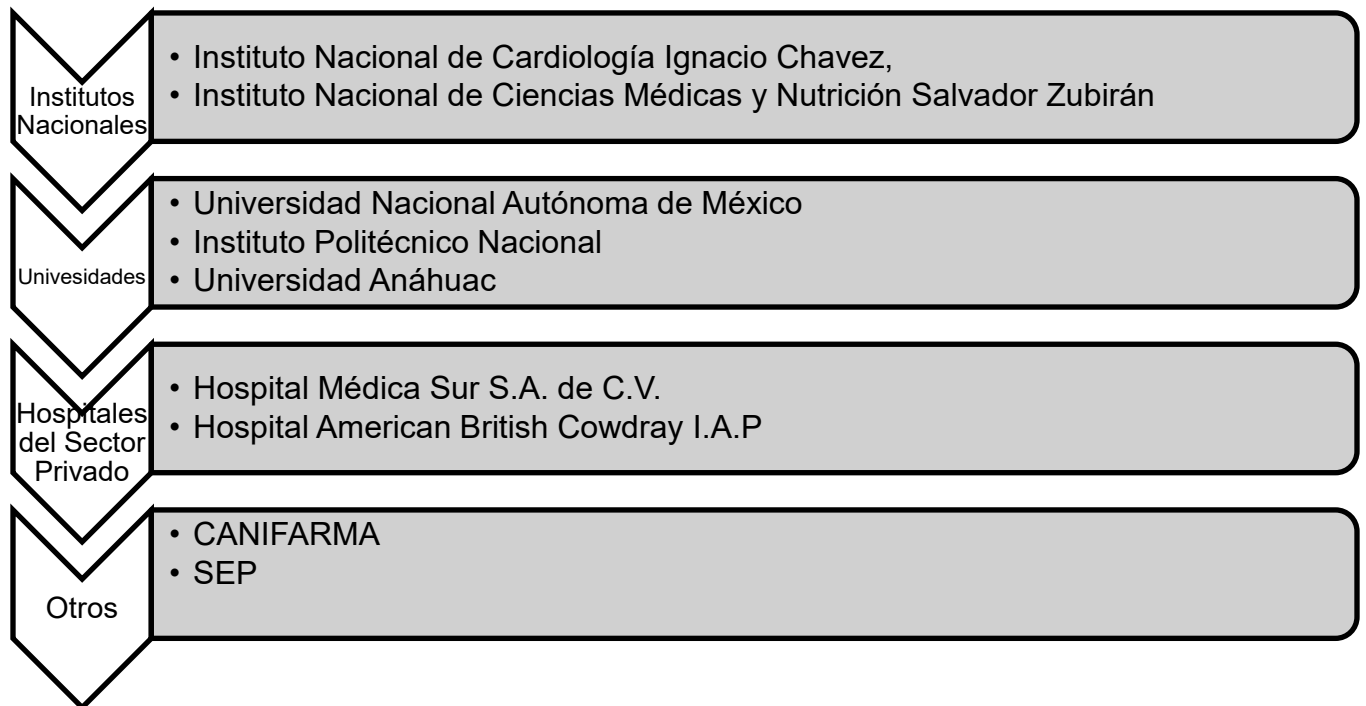 Institutos
Nacionales
• Instituto Nacional de Cardiología Ignacio Chavez,
• Instituto Nacional de Ciencias Médicas y Nutrición Salvador Zubirán
Univesidades
• Universidad Nacional Autónoma de México
• Instituto Politécnico Nacional
• Universidad Anáhuac
Hospitales
del Sector
Privado
• Hospital Médica Sur S.A. de C.V.
• Hospital American British Cowdray I.A.P
Otros
• CANIFARMA
• SEP